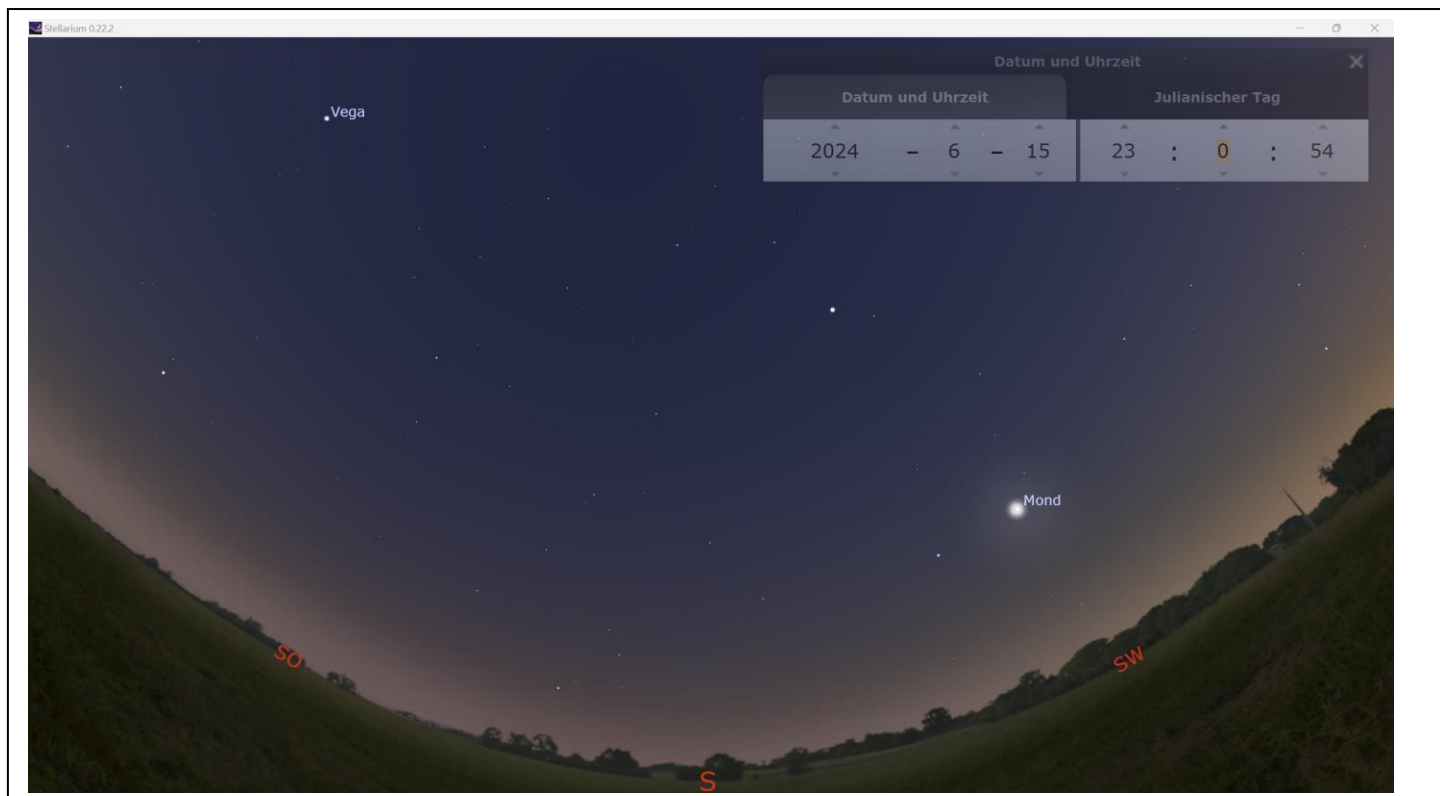 Stellarium 0.22.2
Datum und Uhrzeit
Datum und Uhrzeit Julianischer Tag
2024 – 6 – 15 23 : 0 : 54
Vega
Mond
SO
SW
S